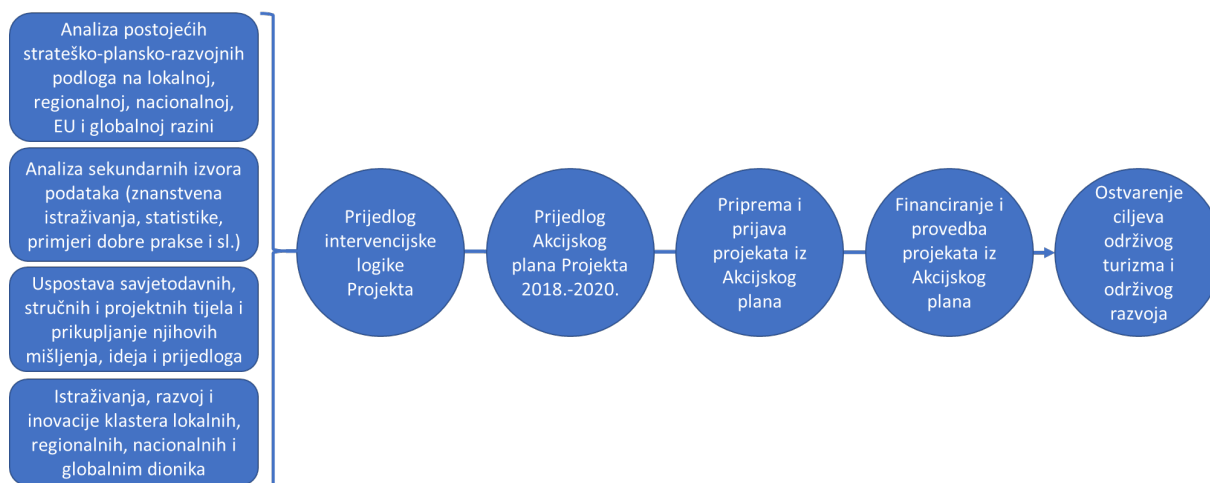 Analiza postojećih
strateško-plansko-razvojnih
podloga na lokalnoj,
regionalnoj, nacionalnoj,
EU i globalnoj razini
Analiza sekundarnih izvora
podataka (znanstvena
istraživanja, statistike,
primjeri dobre prakse i sl.)
Uspostava savjetodavnih,
stručnih i projektnih tijela i
prikupljanje njihovih
mišljenja, ideja i prijedloga
Istraživanja, razvoj i
inovacije klastera lokalnih,
regionalnih, nacionalnih i
globalnim dionika
Prijedlog
intervencijske
logike
Projekta
Prijedlog
Akcijskog
plana Projekta
2018.-2020.
Priprema i
prijava
projekata iz
Akcijskog
plana
Financiranje i
provedba
projekata iz
Akcijskog
plana
Ostvarenje
ciljeva
održivog
turizma i
održivog
razvoja